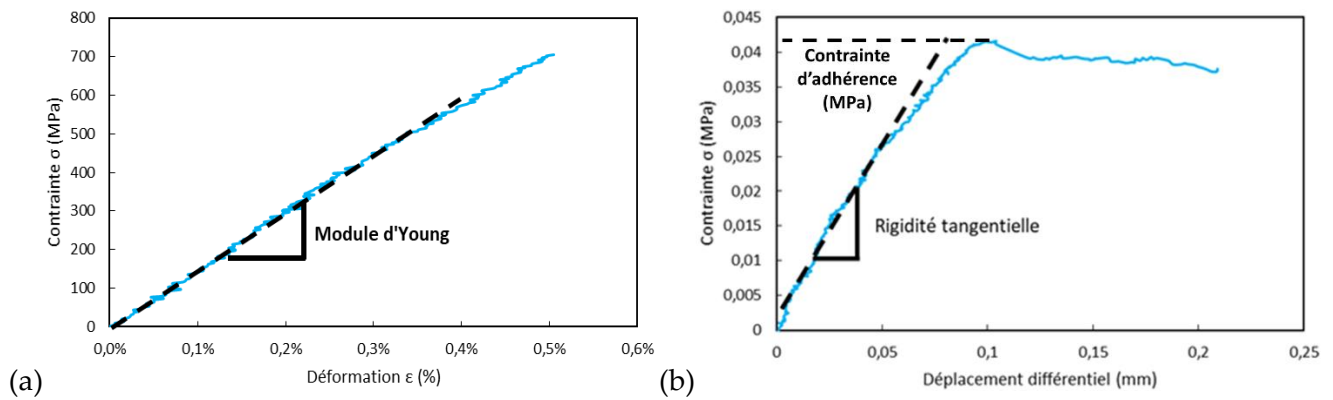 800
700
600
500
400
300
200
100
0
Contrainte σ (MPa)
Module d'Young
0,0% 0,1% 0,2% 0,3% 0,4% 0,5% 0,6%
Déformation ε (%)
(a)
0,045
0,04
0,035
0,03
0,025
0,02
0,015
0,01
0,005
0
Contrainte σ (MPa)
Contrainte
d'adhérence
(MPa)
Rigidité tangentielle
0 0,05 0,1 0,15 0,2 0,25
Déplacement différentiel (mm)
(b)